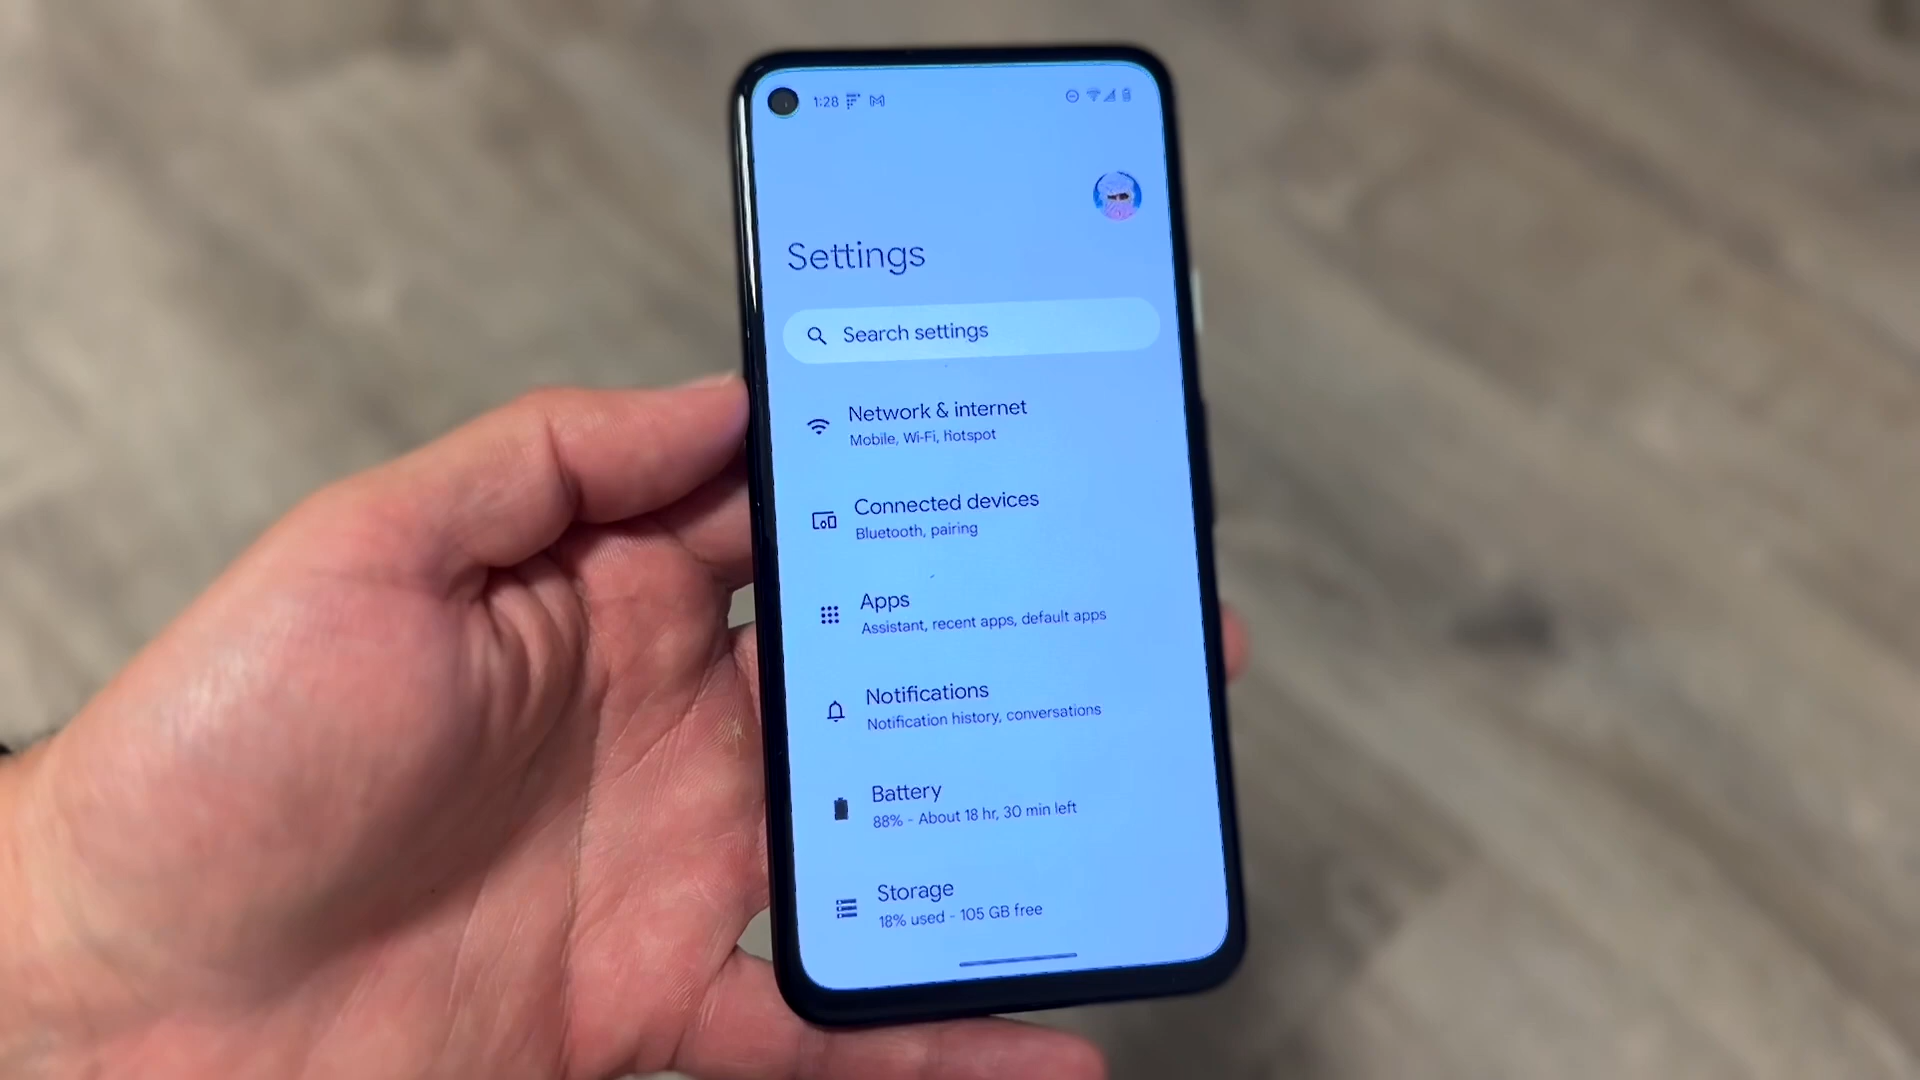 1:28
Settings
Search settings
Network & internet
Mobile, Wi-Fi, hotspot
Connected devices
Bluetooth, pairing
Apps
Assistant, recent apps, default apps
Notifications
Notification history, conversations
Battery
88% - About 18 hr, 30 min left
Storage
18% used - 105 GB free